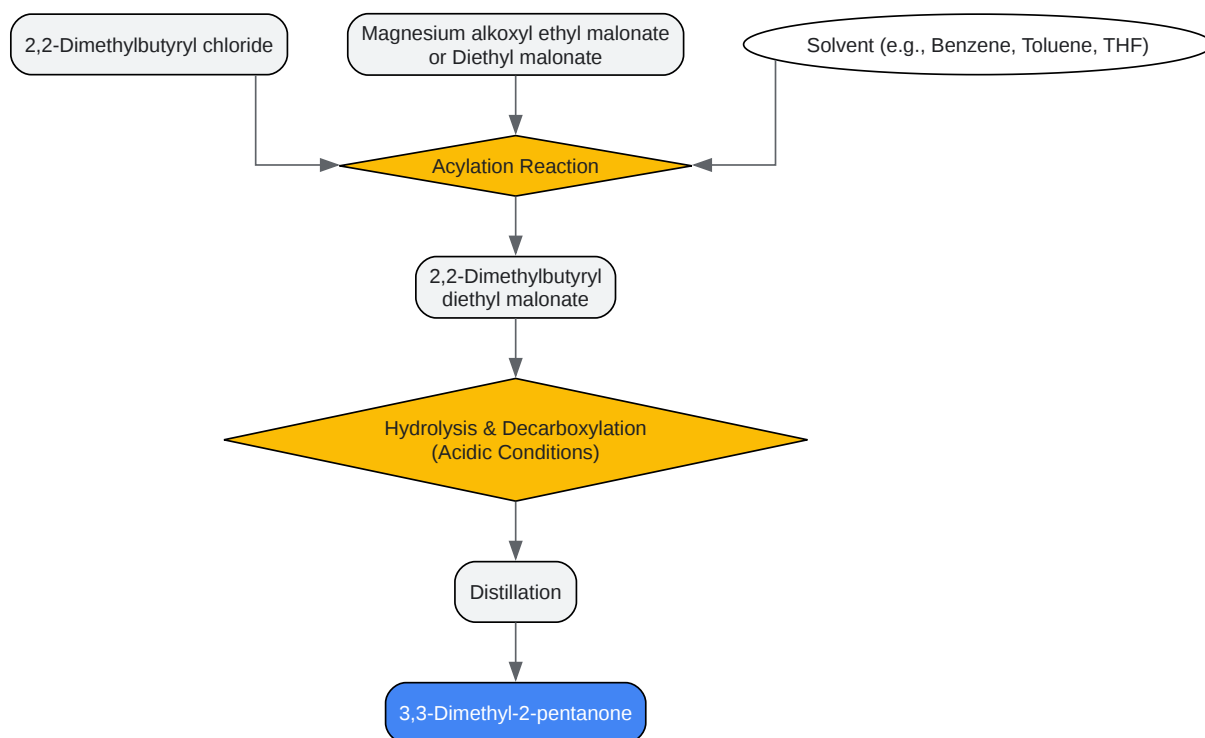 2,2-Dimethylbutyryl chloride
Magnesium alkoxyl ethyl malonate
or Diethyl malonate
Solvent (e.g., Benzene, Toluene, THF)
Acylation Reaction
2,2-Dimethylbutyryl
diethyl malonate
Hydrolysis & Decarboxylation
(Acidic Conditions)
Distillation
3,3-Dimethyl-2-pentanone